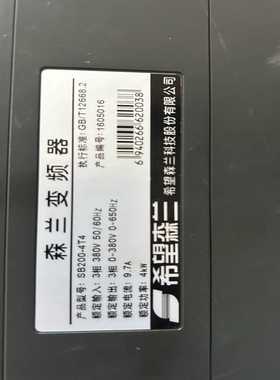 森兰变频器
执行标准: GB/T12668.2
产品编号: 1605016
6940266620038
产品型号: SB200-4T4
额定输入: 3相 380V 50/60Hz
额定输出: 3相 0-380V 0-650Hz
额定电流: 9.7A
额定功率: 4kW
希望森兰
希望森兰科技股份有限公司